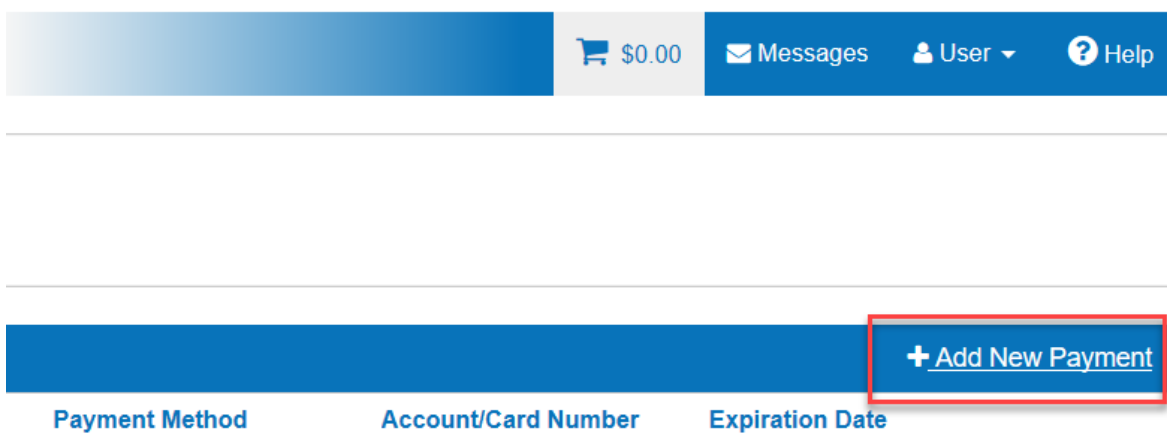 $0.00 Messages User Help
+ Add New Payment
Payment Method Account/Card Number Expiration Date